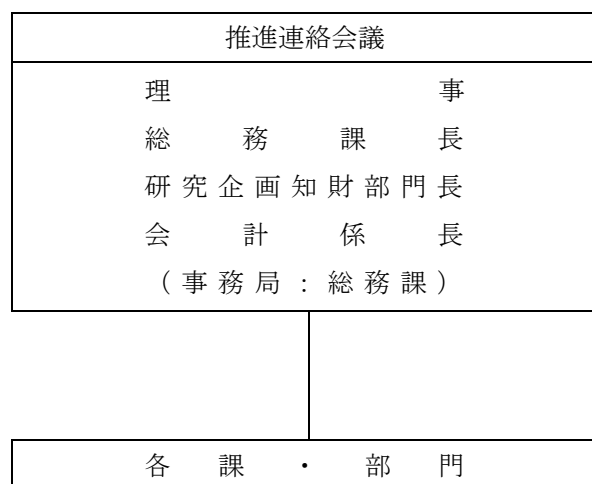 推進連絡会議
理事
総務課長
研究企画知財部門長
会計係長
（事務局：総務課）
各課・部門